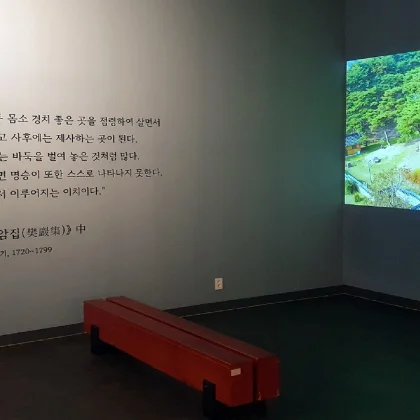 몸소 경치 좋은 곳을 점령하여 살면서
고 사후에는 제사하는 곳이 된다.
는 바둑을 벌여 놓은 것처럼 많다.
면 명승이 또한 스스로 나타나지 못한다.
서 이루어지는 이치이다."
암집(樊巖集)》 中
기, 1720~1799